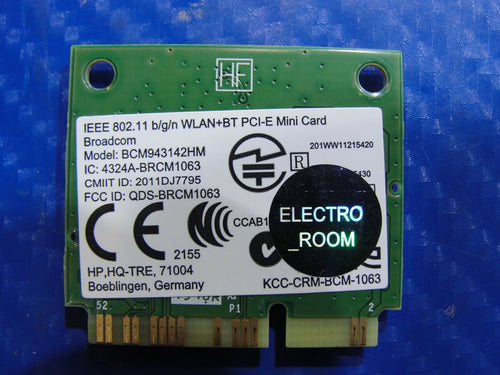 HF
IEEE 802.11 b/g/n WLAN+BT PCI-E Mini Card
Broadcom
Model: BCM943142HM
IC: 4324A-BRCM1063
CMIIT ID: 2011DJ7795
FCC ID: QDS-BRCM1063
R
201WW11215420
5430
CE
2155
CCAB1
ELECTRO
_ROOM
HP,HQ-TRE, 71004
Boeblingen, Germany
KCC-CRM-BCM-1063
52
P1
2